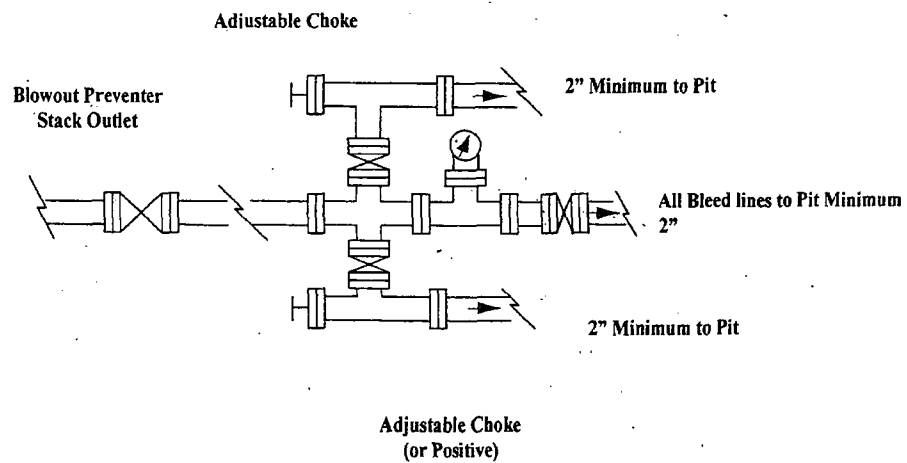 Adjustable Choke
Blowout Preventer
Stack Outlet
2” Minimum to Pit
All Bleed lines to Pit Minimum
2”
2” Minimum to Pit
Adjustable Choke
(or Positive)